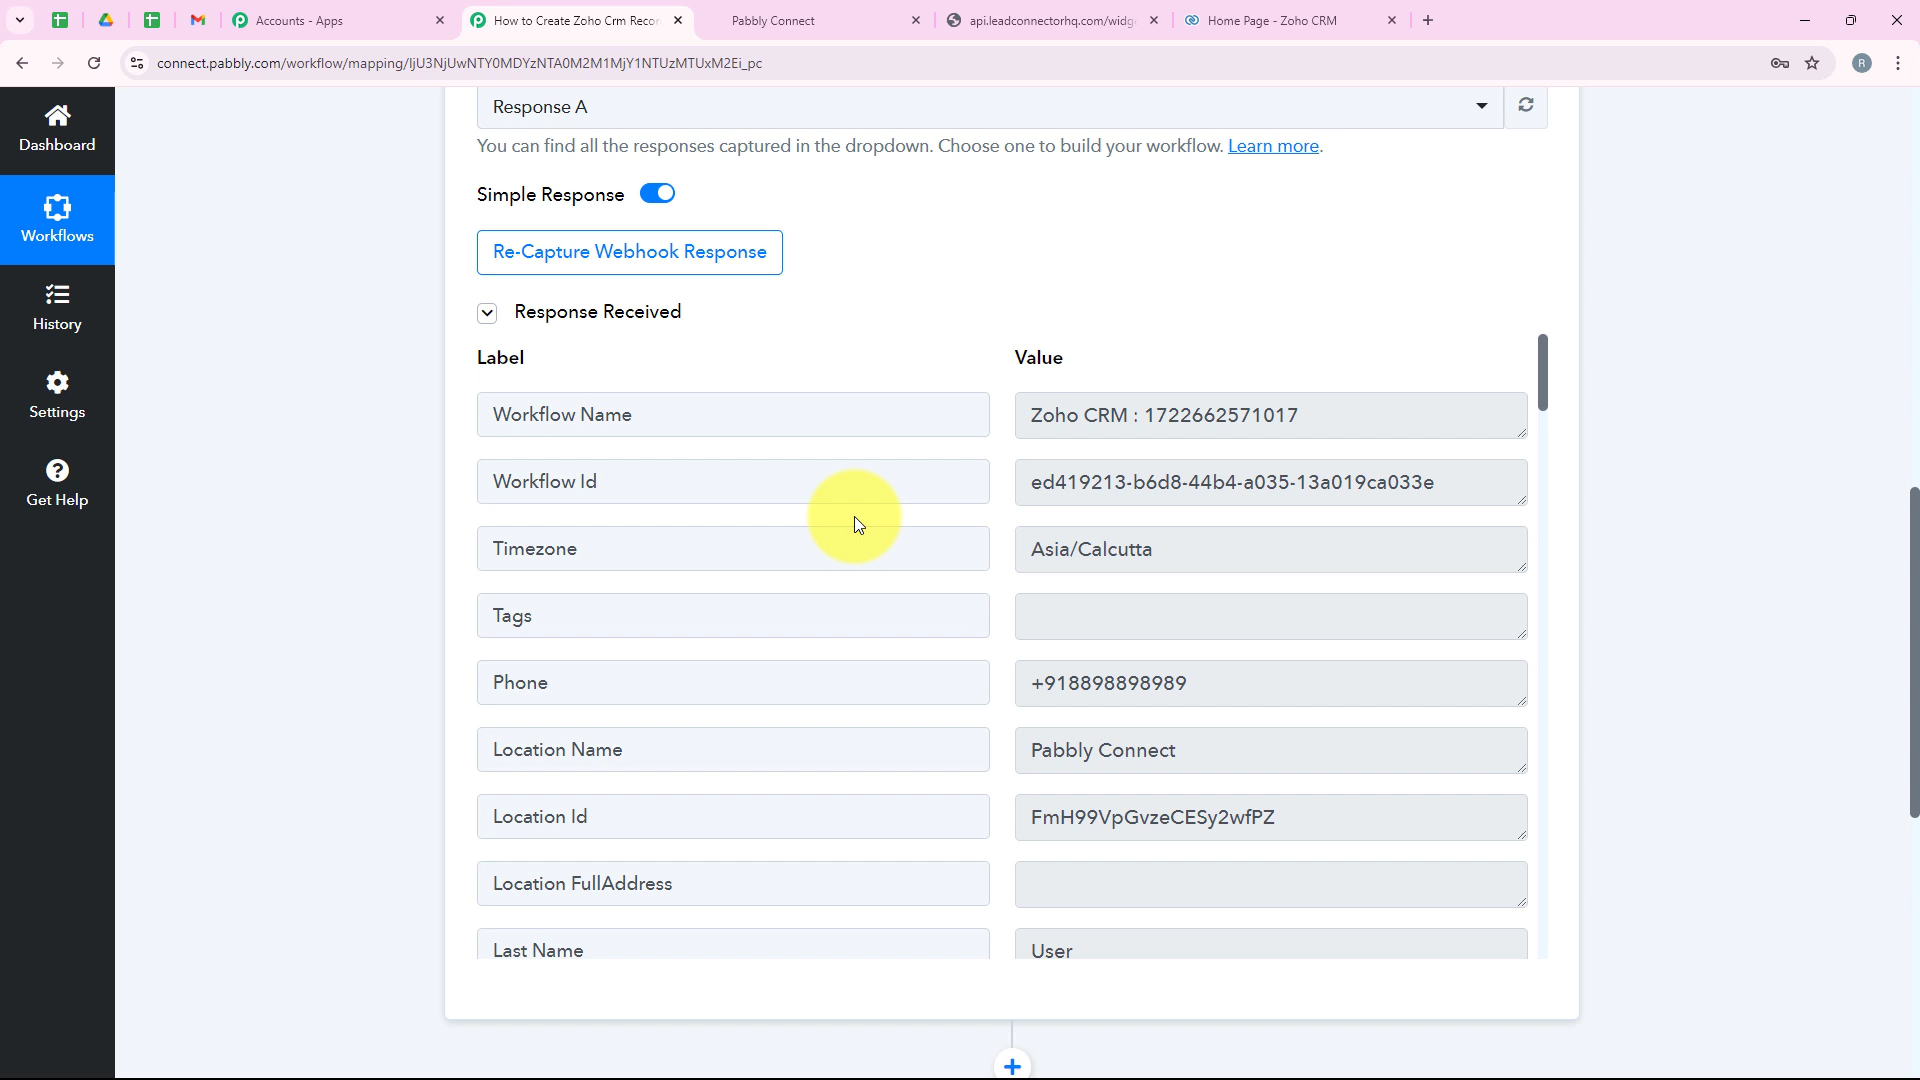 Accounts - Apps
How to Create Zoho Crm Recor
Pabbly Connect
api.leadconnectorhq.com/widg
Home Page - Zoho CRM
connect.pabbly.com/workflow/mapping/IjU3NjUwNTY0MDYzNTA0M2M1MjY1NTUzMTUxM2Ei_pc
R
Dashboard
Workflows
History
Settings
Get Help
Response A
You can find all the responses captured in the dropdown. Choose one to build your workflow. Learn more.
Simple Response
Re-Capture Webhook Response
Response Received
Label Value
Workflow Name Zoho CRM : 1722662571017
Workflow Id ed419213-b6d8-44b4-a035-13a019ca033e
Timezone Asia/Calcutta
Tags
Phone +918898898989
Location Name Pabbly Connect
Location Id FmH99VpGvzeCESy2wfPZ
Location FullAddress
Last Name User